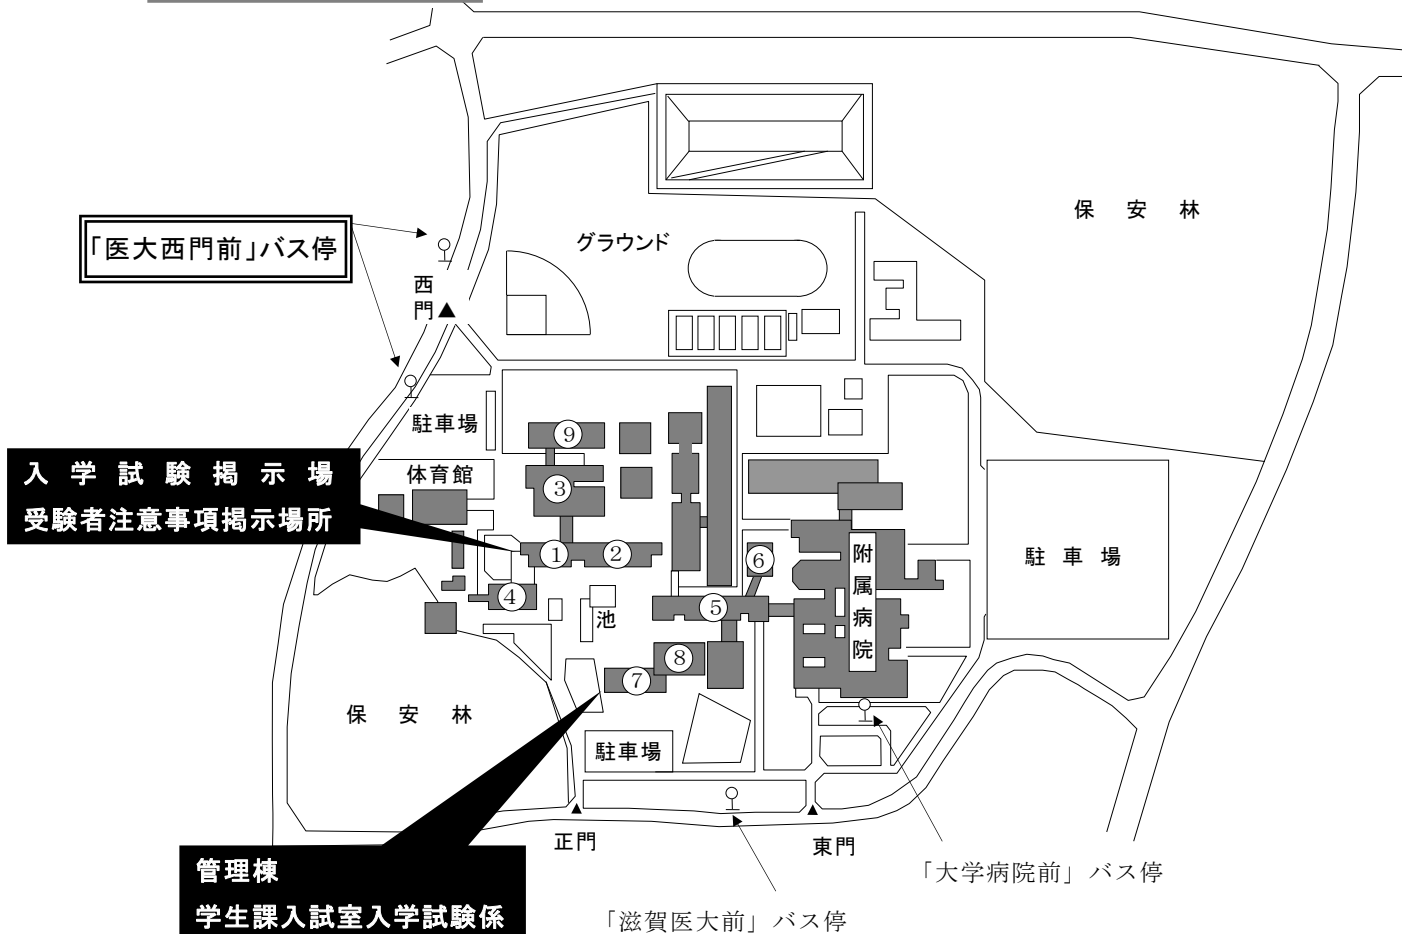 保安林
「医大西門前」バス停
グラウンド
西
門
駐車場
⑨
入学試験掲示場
受験者注意事項掲示場所
体育館
③
①
②
⑥
附
属
病
院
駐車場
④
⑤
池
⑧
⑦
保安林
駐車場
正門
東門
管理棟
学生課入試室入学試験係
「大学病院前」バス停
「滋賀医大前」バス停